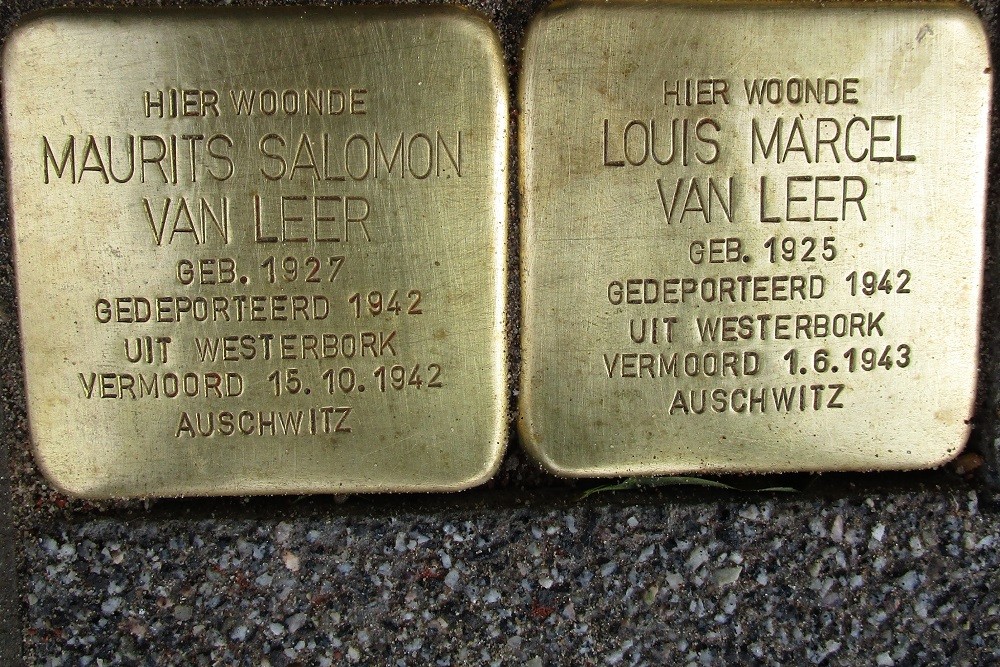 HIER WOONDE
MAURITS SALOMON
VAN LEER
GEB. 1927
GEDEPORTEERD 1942
UIT WESTERBORK
VERMOORD 15.10.1942
AUSCHWITZ
HIER WOONDE
LOUIS MARCEL
VAN LEER
GEB. 1925
GEDEPORTEERD 1942
UIT WESTERBORK
VERMOORD 1.6.1943
AUSCHWITZ